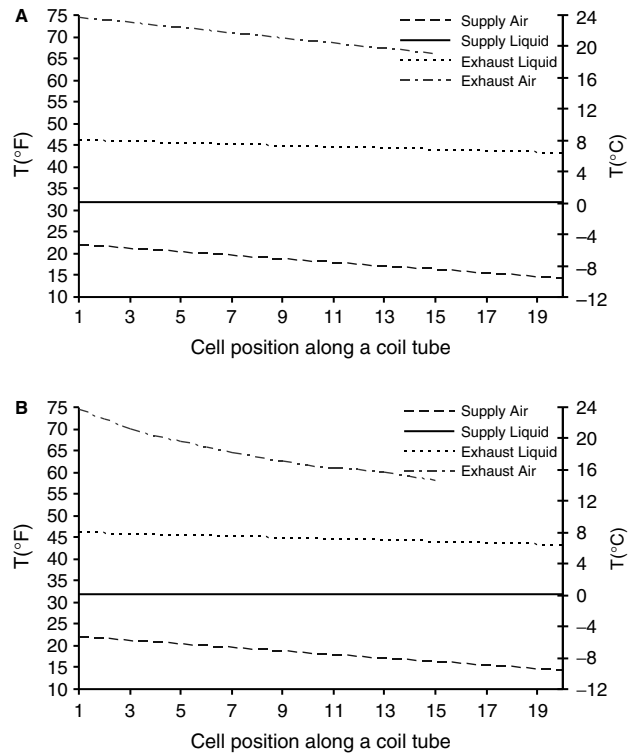 A
75
70
65
60
55
50
45
40
35
30
25
20
15
10
T(°F)
Supply Air
Supply Liquid
Exhaust Liquid
Exhaust Air
24
20
16
12
8
4
0
−4
−8
−12
T(°C)
1 3 5 7 9 11 13 15 17 19
Cell position along a coil tube
B
75
70
65
60
55
50
45
40
35
30
25
20
15
10
T(°F)
Supply Air
Supply Liquid
Exhaust Liquid
Exhaust Air
24
20
16
12
8
4
0
−4
−8
−12
T(°C)
1 3 5 7 9 11 13 15 17 19
Cell position along a coil tube